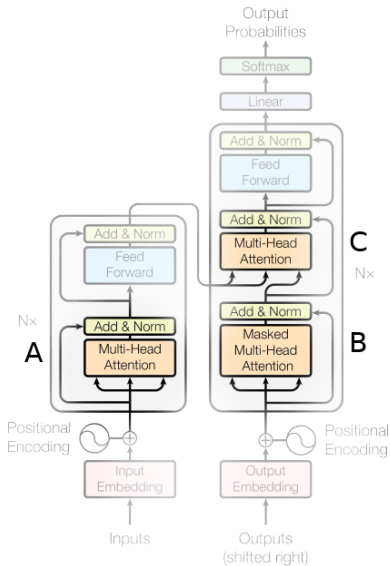 Output
Probabilities
Softmax
Linear
Add & Norm
Feed
Forward
Add & Norm
Multi-Head
Attention
C
N×
Add & Norm
Masked
Multi-Head
Attention
B
Add & Norm
Feed
Forward
N×
Add & Norm
A
Multi-Head
Attention
Positional
Encoding
Positional
Encoding
Input
Embedding
Output
Embedding
Inputs
Outputs
(shifted right)